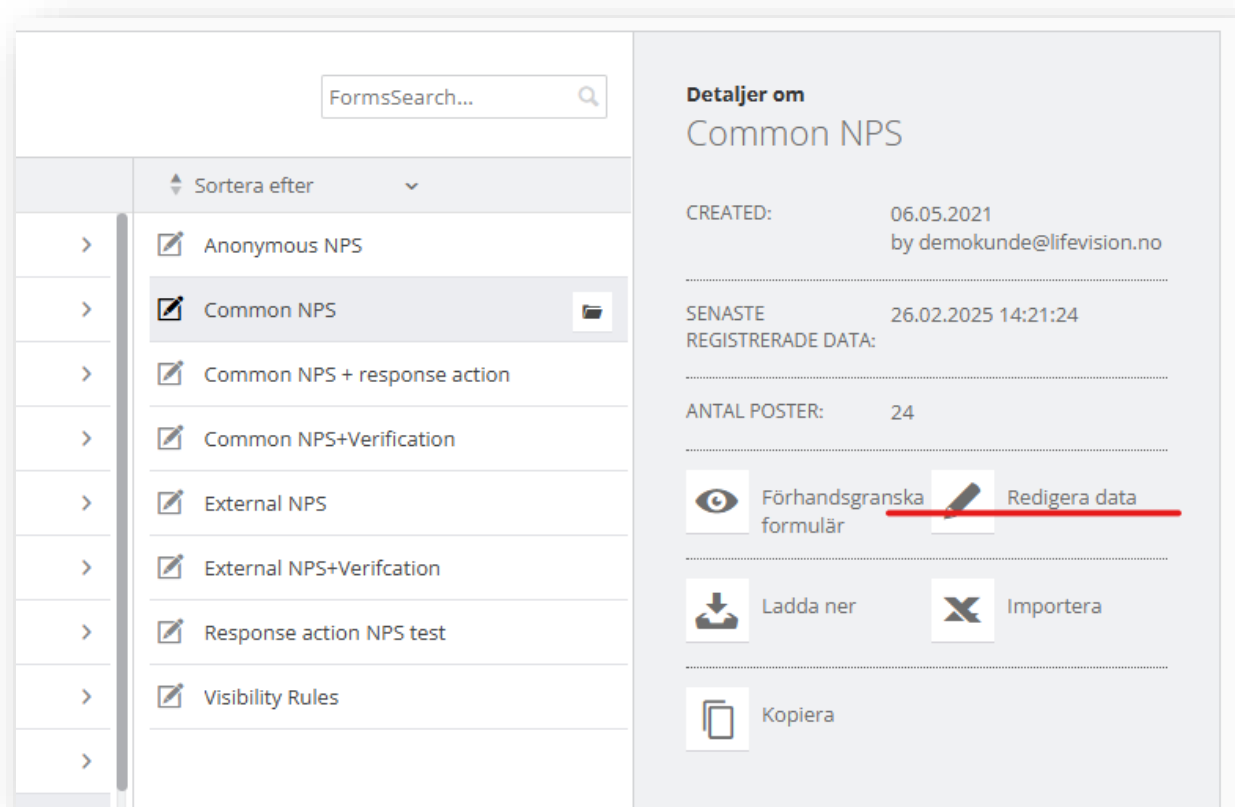 FormsSearch...
Sortera efter
Anonymous NPS
Common NPS
Common NPS + response action
Common NPS+Verification
External NPS
External NPS+Verifcation
Response action NPS test
Visibility Rules
Detaljer om
Common NPS
CREATED: 06.05.2021
by demokunde@lifevision.no
SENASTE 26.02.2025 14:21:24
REGISTRERADE DATA:
ANTAL POSTER: 24
Förhandsgranska Redigera data
formulär
Ladda ner Importera
Kopiera